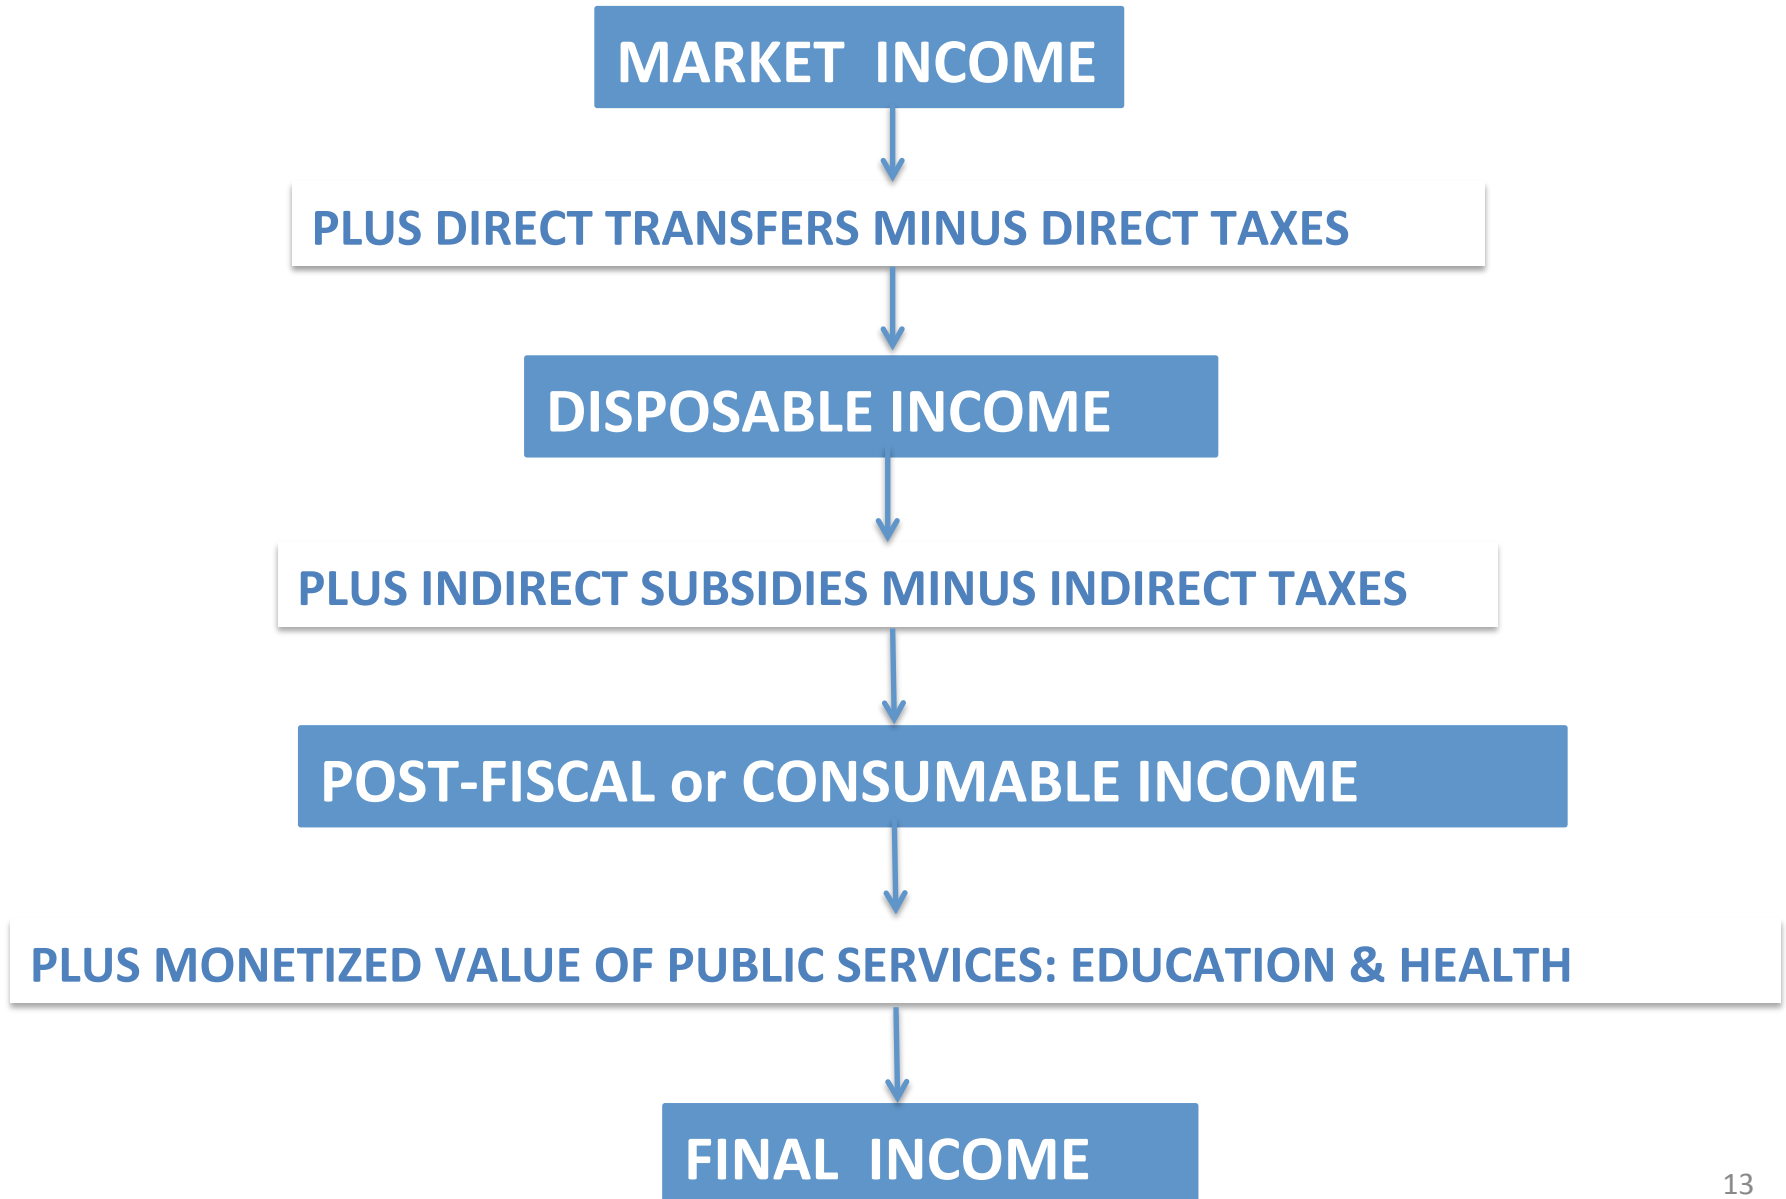 MARKET INCOME
PLUS DIRECT TRANSFERS MINUS DIRECT TAXES
DISPOSABLE INCOME
PLUS INDIRECT SUBSIDIES MINUS INDIRECT TAXES
POST-FISCAL or CONSUMABLE INCOME
PLUS MONETIZED VALUE OF PUBLIC SERVICES: EDUCATION & HEALTH
FINAL INCOME
13